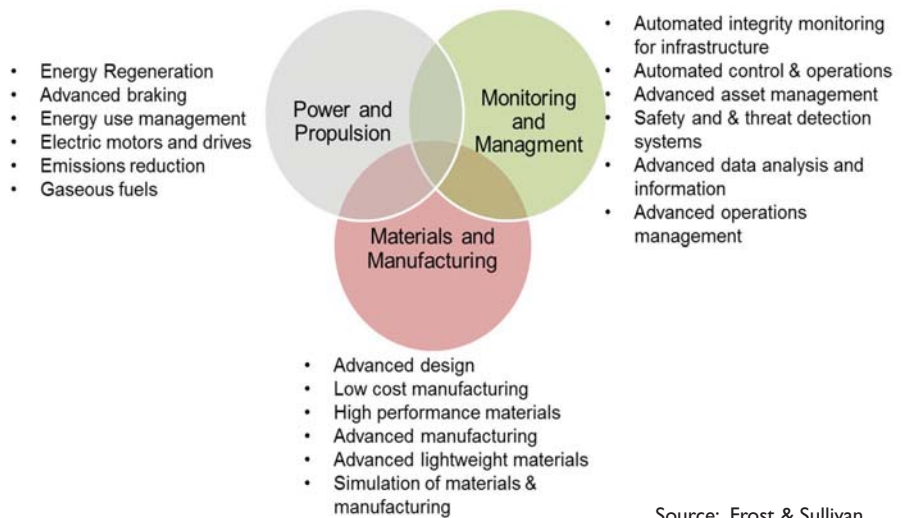 • Energy Regeneration
• Advanced braking
• Energy use management
• Electric motors and drives
• Emissions reduction
• Gaseous fuels
Power and
Propulsion
Monitoring
and
Managment
• Automated integrity monitoring
for infrastructure
• Automated control & operations
• Advanced asset management
• Safety and & threat detection
systems
• Advanced data analysis and
information
• Advanced operations
management
Materials and
Manufacturing
• Advanced design
• Low cost manufacturing
• High performance materials
• Advanced manufacturing
• Advanced lightweight materials
• Simulation of materials &
manufacturing
Source: Frost & Sullivan